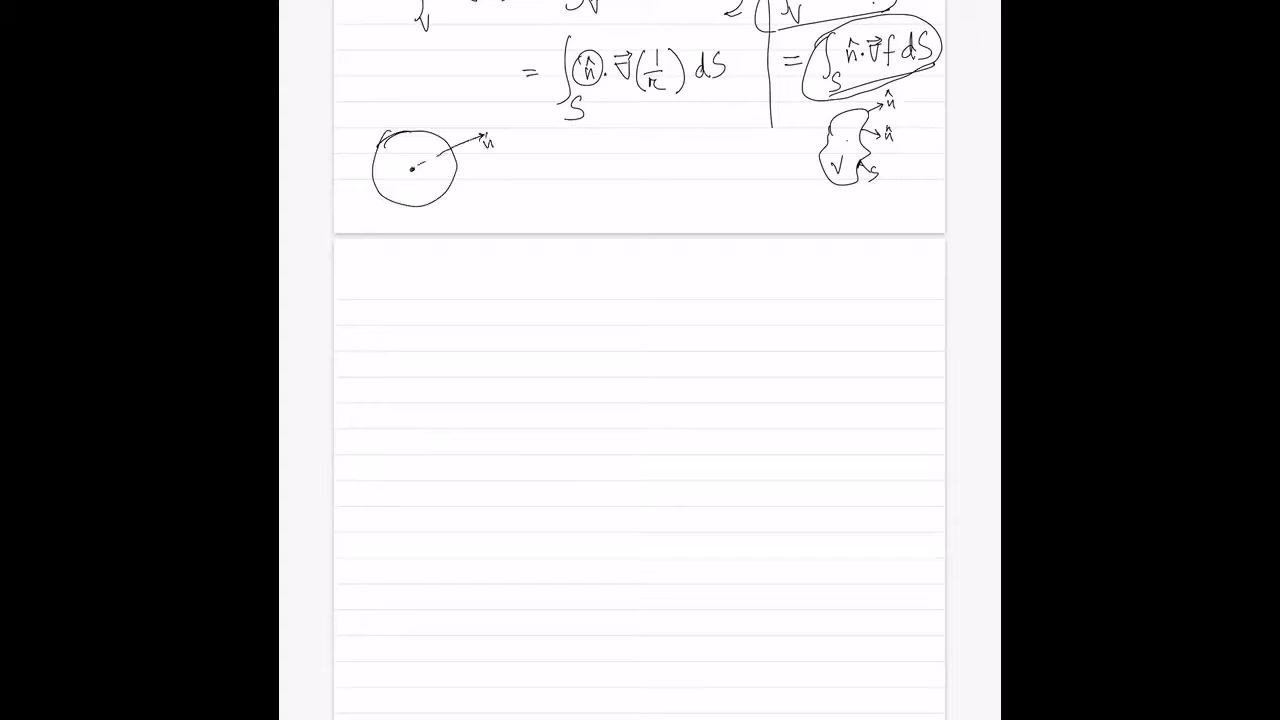 = ∫_S n̂ · ∇⃗(1/r) dS
= ∫_S n̂ · ∇⃗f dS
n̂
n̂
n̂
V
S